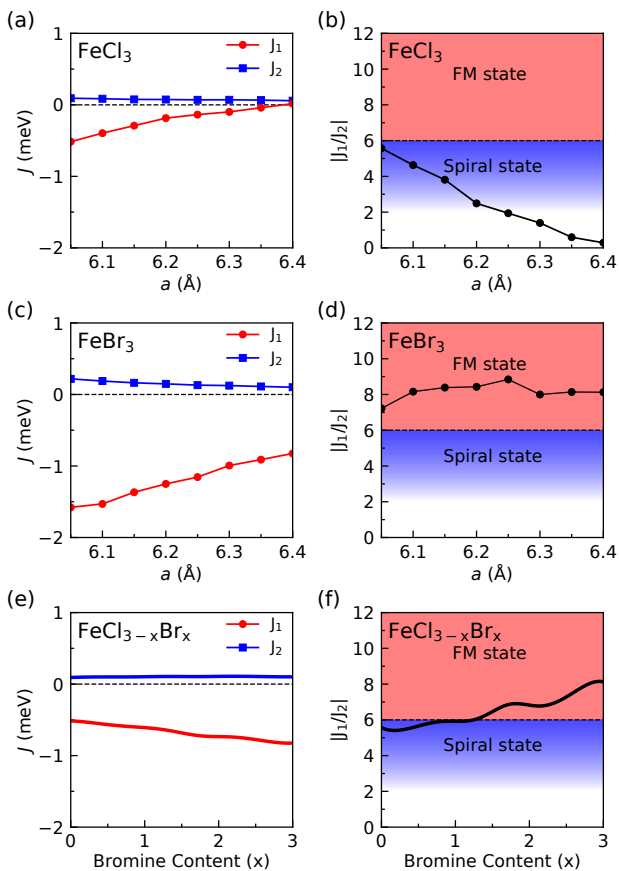 (a)
FeCl3
J1
J2
1
0
−1
−2
J (meV)
6.1
6.2
6.3
6.4
a (Å)
(b)
FeCl3
FM state
Spiral state
12
10
8
6
4
2
0
|J1/J2|
6.1
6.2
6.3
6.4
a (Å)
(c)
FeBr3
J1
J2
1
0
−1
−2
J (meV)
6.1
6.2
6.3
6.4
a (Å)
(d)
FeBr3
FM state
Spiral state
12
10
8
6
4
2
0
|J1/J2|
6.1
6.2
6.3
6.4
a (Å)
(e)
FeCl3−xBrx
J1
J2
1
0
−1
−2
J (meV)
0
1
2
3
Bromine Content (x)
(f)
FeCl3−xBrx
FM state
Spiral state
12
10
8
6
4
2
0
|J1/J2|
0
1
2
3
Bromine Content (x)